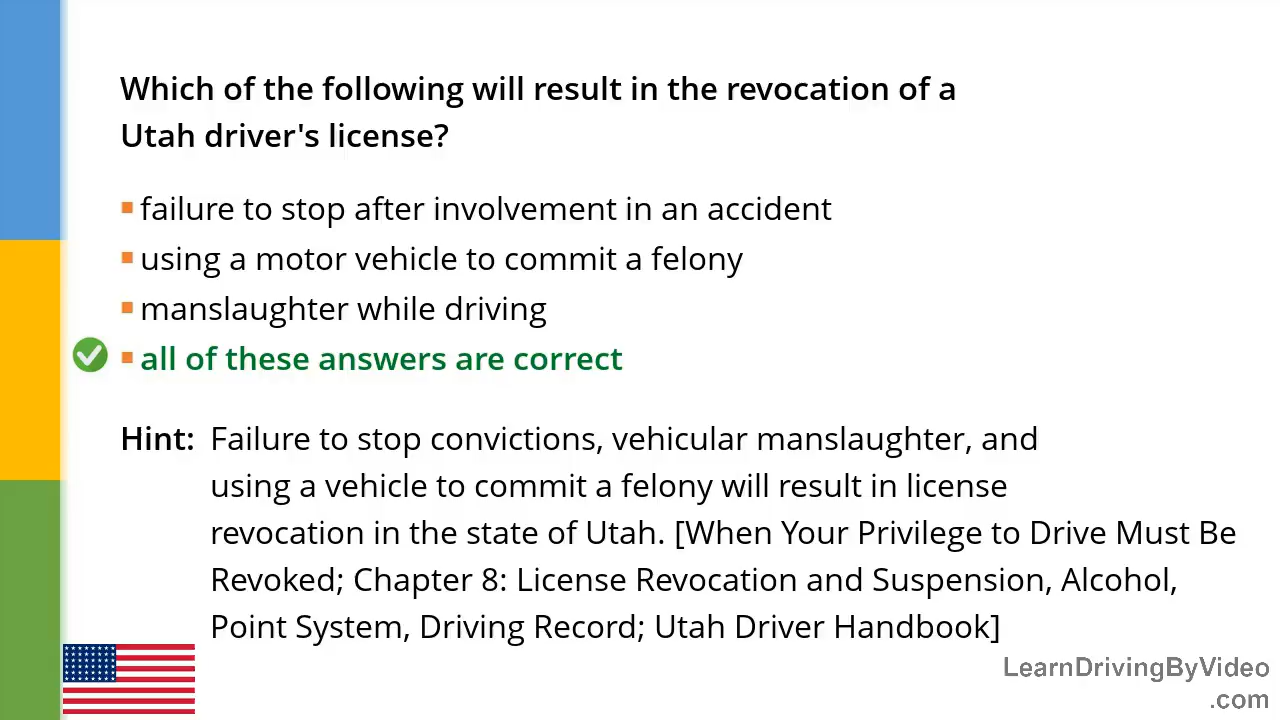 Which of the following will result in the revocation of a
Utah driver's license?
failure to stop after involvement in an accident
using a motor vehicle to commit a felony
manslaughter while driving
all of these answers are correct
Hint: Failure to stop convictions, vehicular manslaughter, and
using a vehicle to commit a felony will result in license
revocation in the state of Utah. [When Your Privilege to Drive Must Be
Revoked; Chapter 8: License Revocation and Suspension, Alcohol,
Point System, Driving Record; Utah Driver Handbook]
LearnDrivingByVideo
.com